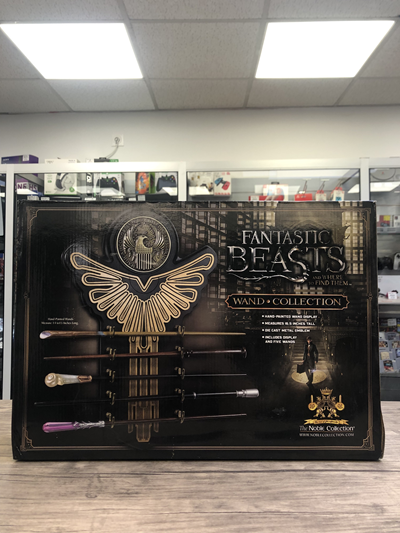 FANTASTIC
BEASTS
AND WHERE
TO FIND THEM
WAND • COLLECTION
• HAND-PAINTED WAND DISPLAY
• MEASURES 16.5 INCHES TALL
• DIE CAST METAL EMBLEM
• INCLUDES DISPLAY
AND FIVE WANDS
The Noble Collection
WWW.NOBLECOLLECTION.COM